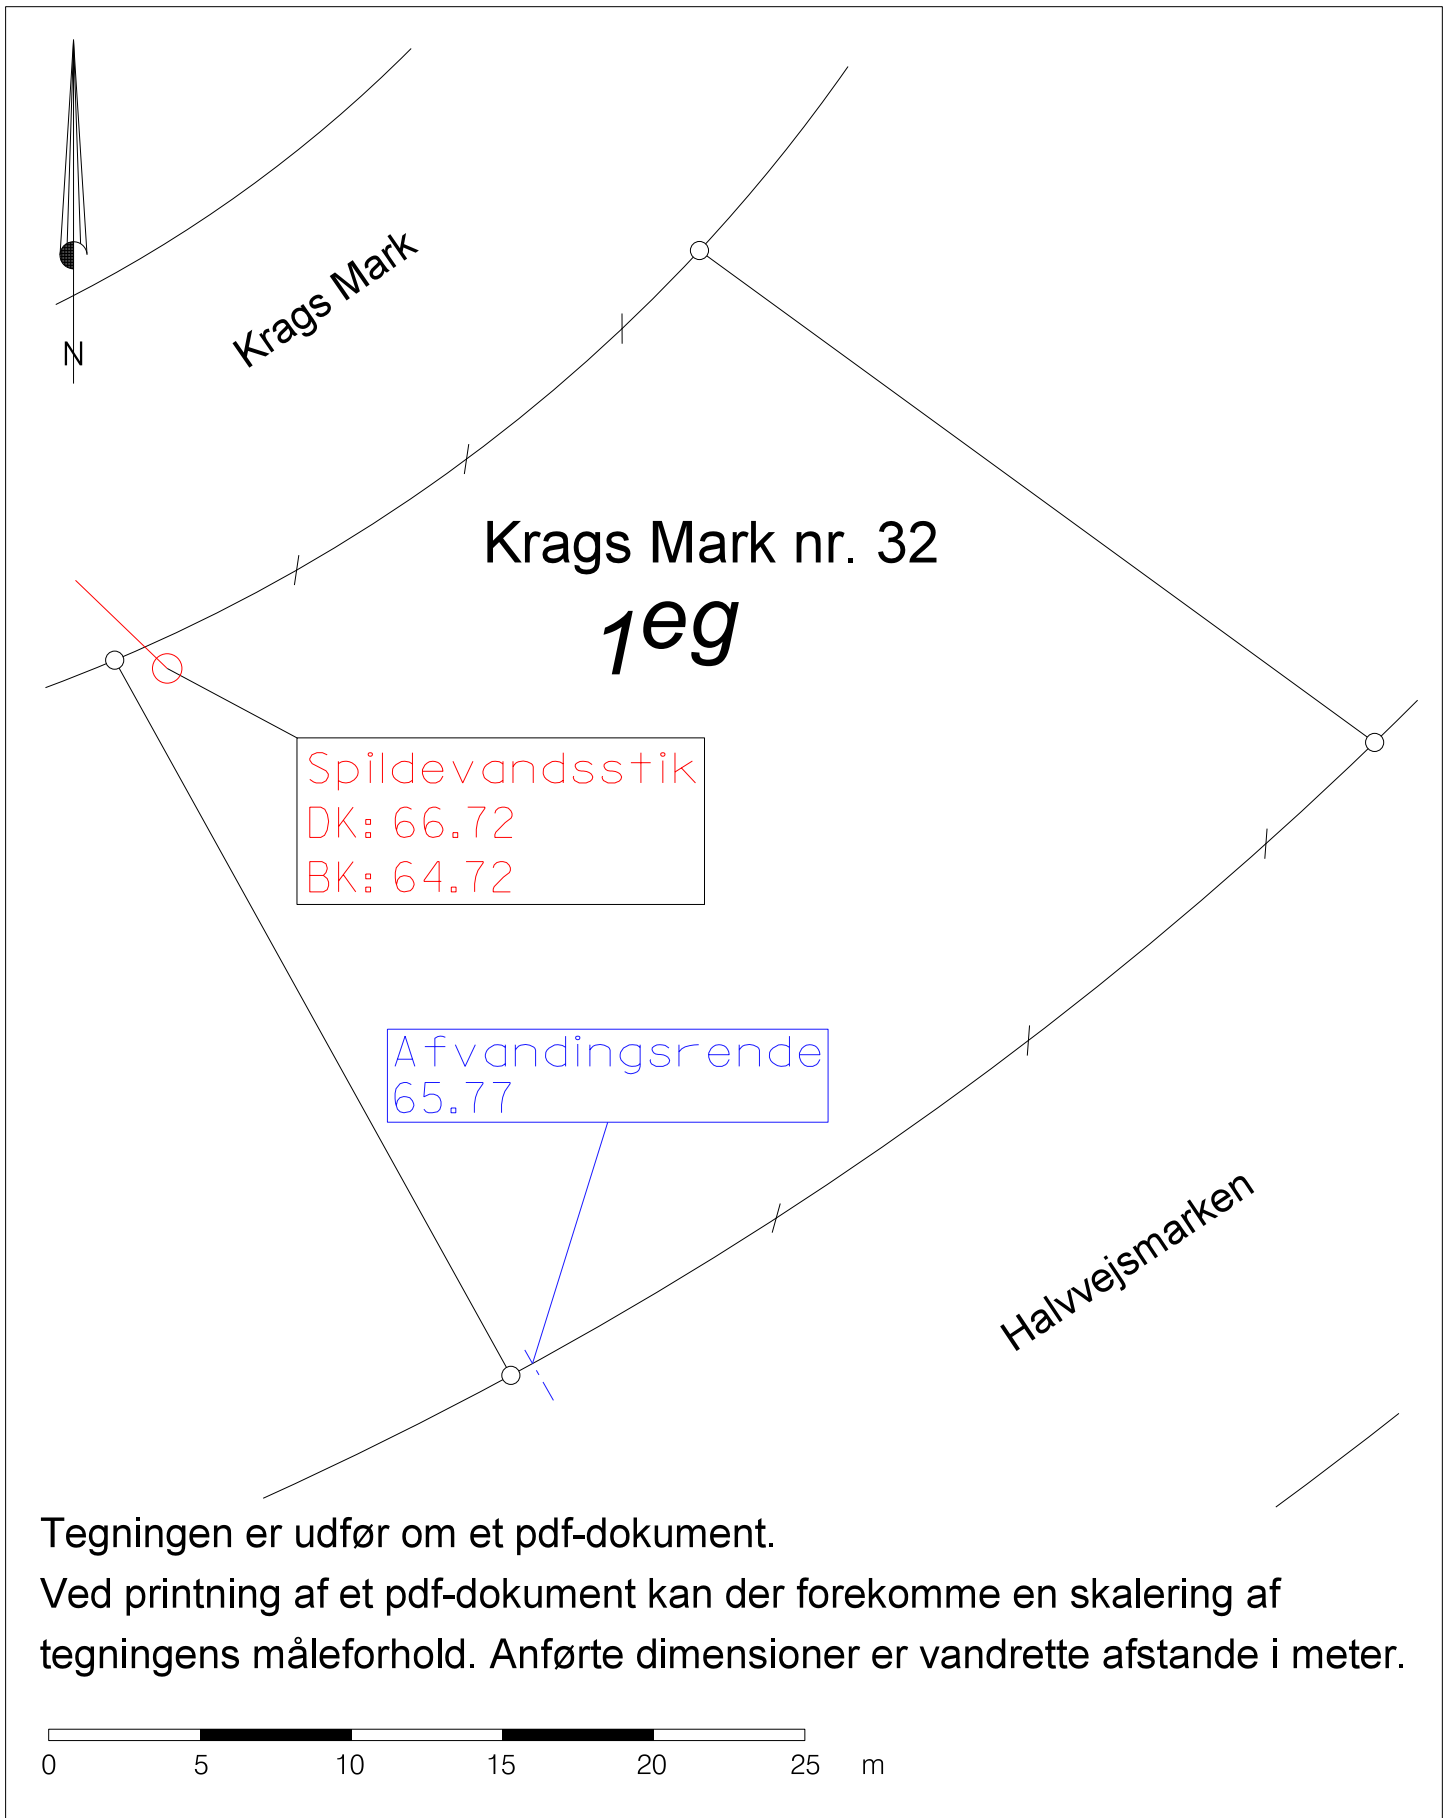 N
Krags Mark
Krags Mark nr. 32
1eg
Spildevandsstik
DK: 66.72
BK: 64.72
Afvandingsrende
65.77
Halvvejsmarken
Tegningen er udfør om et pdf-dokument.
Ved printning af et pdf-dokument kan der forekomme en skalering af
tegningens måleforhold. Anførte dimensioner er vandrette afstande i meter.
0 5 10 15 20 25 m